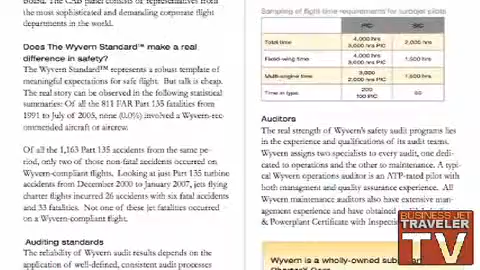 the most sophisticated and demanding corporate flight
departments in the world.
Does The Wyvern Standard™ make a real
difference in safety?
The Wyvern Standard™ represents a robust template of
meaningful expectations for safe flight. But talk is cheap.
The real story can be observed in the following statistical
summaries: Of all the 811 FAR Part 135 fatalities from
1991 to July of 2005, none (0.0%) involved a Wyvern-rec-
ommended aircraft or aircrew.
Of all the 1,163 Part 135 accidents from the same pe-
riod, only two of those non-fatal accidents occurred on
Wyvern-compliant flights. Looking at just Part 135 turbine
accidents from December 2000 to January 2007, jets flying
charter flights incurred 26 accidents with six fatal accidents
and 33 fatalities. Not one of these jet fatalities occurred
on a Wyvern-compliant flight.
Auditing standards
The reliability of Wyvern audit results depends on the
application of well-defined, consistent audit processes
Sampling of flight time requirements for turbojet pilots
PIC SIC
Total time 4,000 hrs 3,000 hrs PIC 2,000 hrs
Fixed-wing time 4,000 hrs 3,000 hrs PIC 1,500 hrs
Multi-engine time 3,000 2,000 hrs PIC 1,500 hrs
Time in type 200 100 PIC 50
Auditors
The real strength of Wyvern's safety audit programs lies
in the experience and qualifications of its audit teams.
Wyvern assigns two specialists to every audit, one dedi-
cated to operations and the other to maintenance. A typi-
cal Wyvern operations auditor is an ATP-rated pilot with
both managment and quality assurance experience. All
Wyvern maintenance auditors also have extensive man-
agement experience and have obtained
& Powerplant Certificate with Inspecti
Wyvern is a wholly-owned subs
BUSINESS JET
TRAVELER
TV